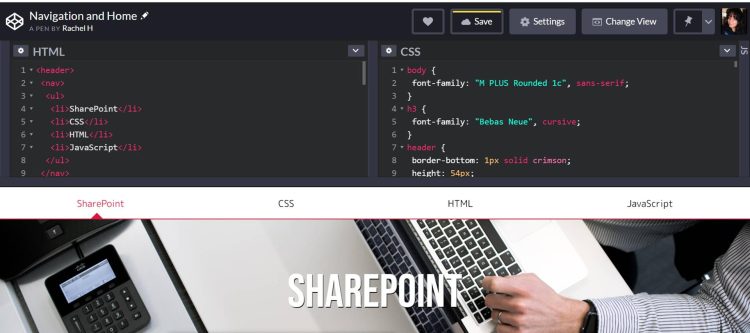 Navigation and Home
A PEN BY Rachel H
Save
Settings
Change View
HTML
1 <header>
2 <nav>
3 <ul>
4 <li>SharePoint</li>
5 <li>CSS</li>
6 <li>HTML</li>
7 <li>JavaScript</li>
8 </ul>
9 </nav>
CSS
1 body {
2 font-family: "M PLUS Rounded 1c", sans-serif;
3 }
4 h3 {
5 font-family: "Bebas Neue", cursive;
6 }
7 header {
8 border-bottom: 1px solid crimson;
9 height: 54px;
JS
SharePoint
CSS
HTML
JavaScript
SHAREPOINT